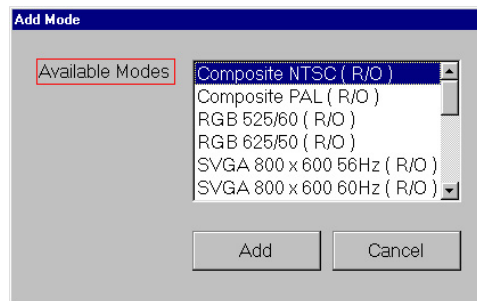 Add Mode
Available Modes
Composite NTSC ( R/O )
Composite PAL ( R/O )
RGB 525/60 ( R/O )
RGB 625/50 ( R/O )
SVGA 800 x 600 56Hz ( R/O )
SVGA 800 x 600 60Hz ( R/O )
Add
Cancel